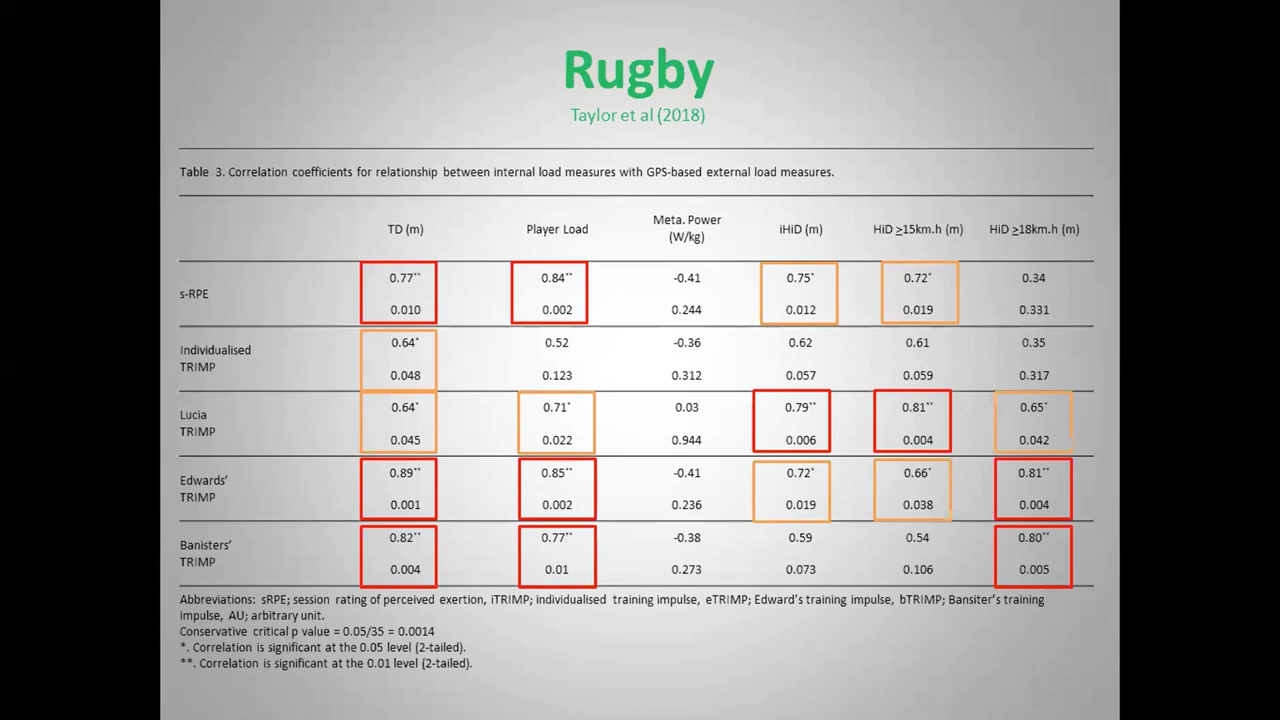 Rugby
Taylor et al (2018)
Table 3. Correlation coefficients for relationship between internal load measures with GPS-based external load measures.
TD (m) Player Load Meta. Power (W/kg) iHiD (m) HiD ≥15km.h (m) HiD ≥18km.h (m)
s-RPE 0.77** 0.84** -0.41 0.75* 0.72* 0.34
0.010 0.002 0.244 0.012 0.019 0.331
Individualised TRIMP 0.64* 0.52 -0.36 0.62 0.61 0.35
0.048 0.123 0.312 0.057 0.059 0.317
Lucia TRIMP 0.64* 0.71* 0.03 0.79** 0.81** 0.65*
0.045 0.022 0.944 0.006 0.004 0.042
Edwards' TRIMP 0.89** 0.85** -0.41 0.72* 0.66* 0.81**
0.001 0.002 0.236 0.019 0.038 0.004
Banisters' TRIMP 0.82** 0.77** -0.38 0.59 0.54 0.80**
0.004 0.01 0.273 0.073 0.106 0.005
Abbreviations: sRPE; session rating of perceived exertion, iTRIMP; individualised training impulse, eTRIMP; Edward's training impulse, bTRIMP; Bansiter's training
impulse, AU; arbitrary unit.
Conservative critical p value = 0.05/35 = 0.0014
*. Correlation is significant at the 0.05 level (2-tailed).
**. Correlation is significant at the 0.01 level (2-tailed).